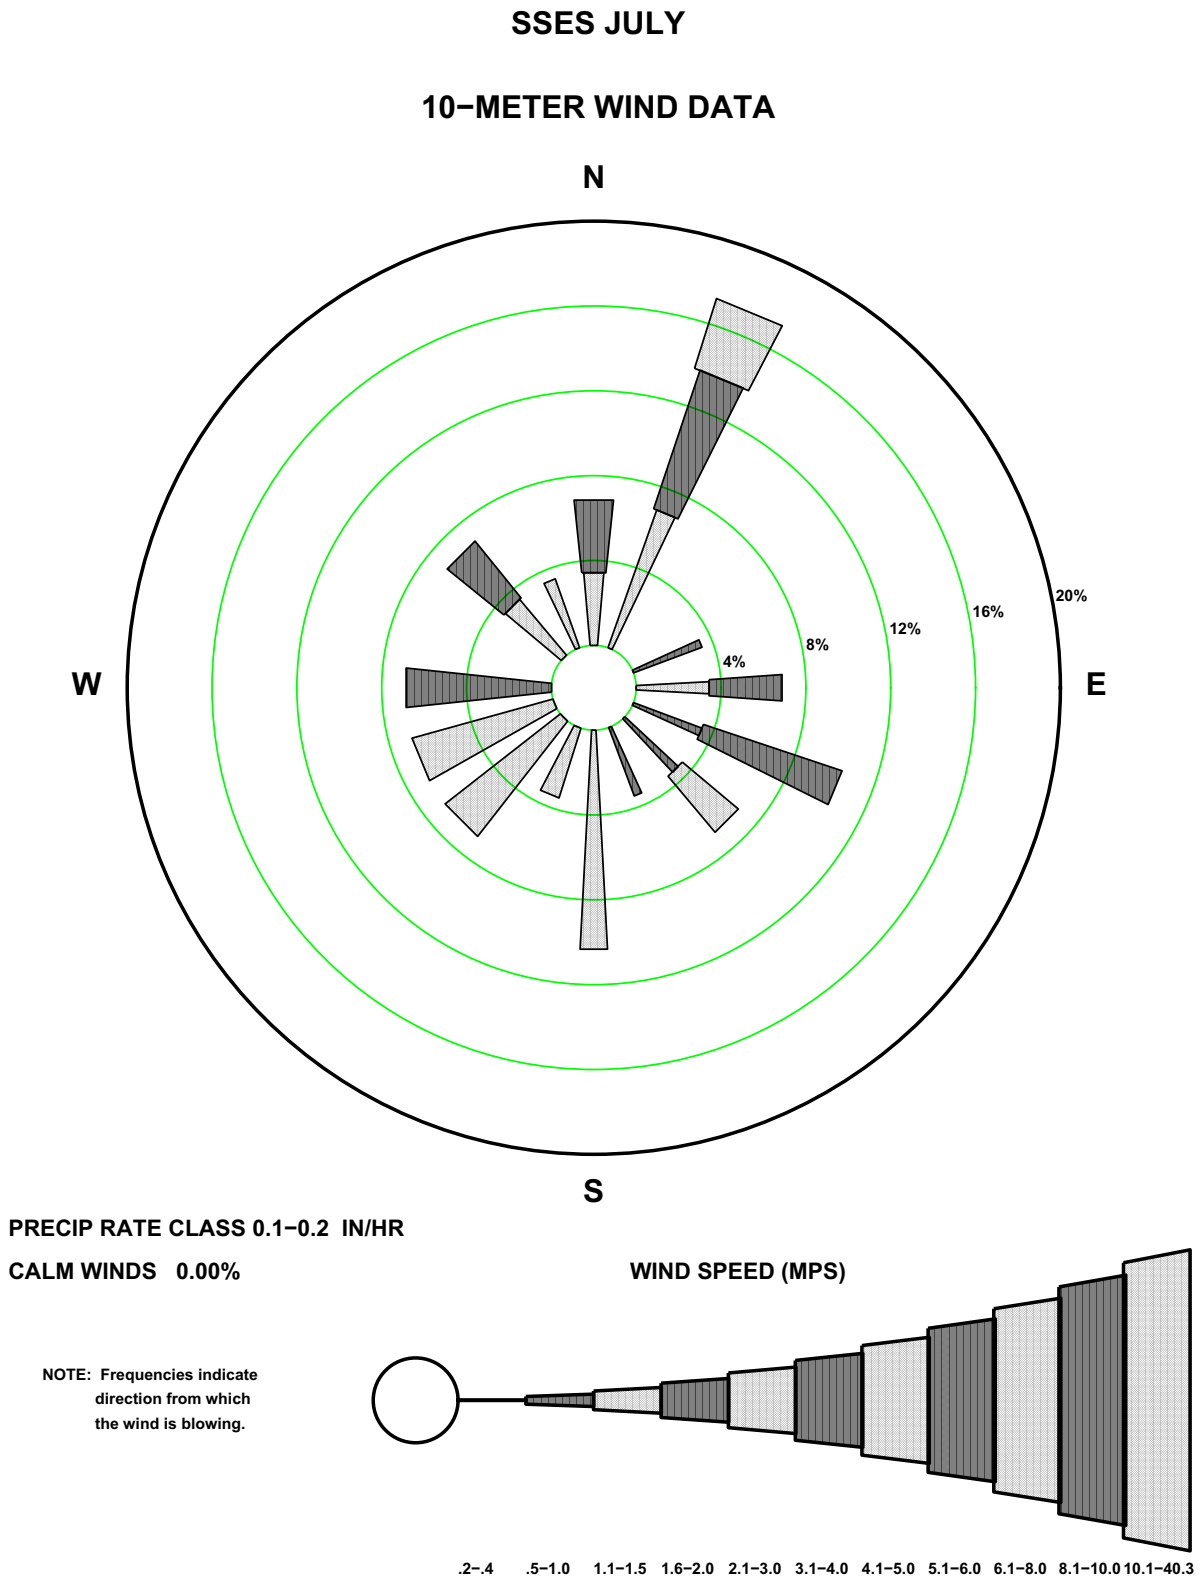 SSES JULY
10−METER WIND DATA
N
20%
16%
12%
8%
4%
W
E
S
PRECIP RATE CLASS 0.1−0.2 IN/HR
CALM WINDS 0.00%
WIND SPEED (MPS)
NOTE: Frequencies indicate
direction from which
the wind is blowing.
.2−.4 .5−1.0 1.1−1.5 1.6−2.0 2.1−3.0 3.1−4.0 4.1−5.0 5.1−6.0 6.1−8.0 8.1−10.0 10.1−40.3